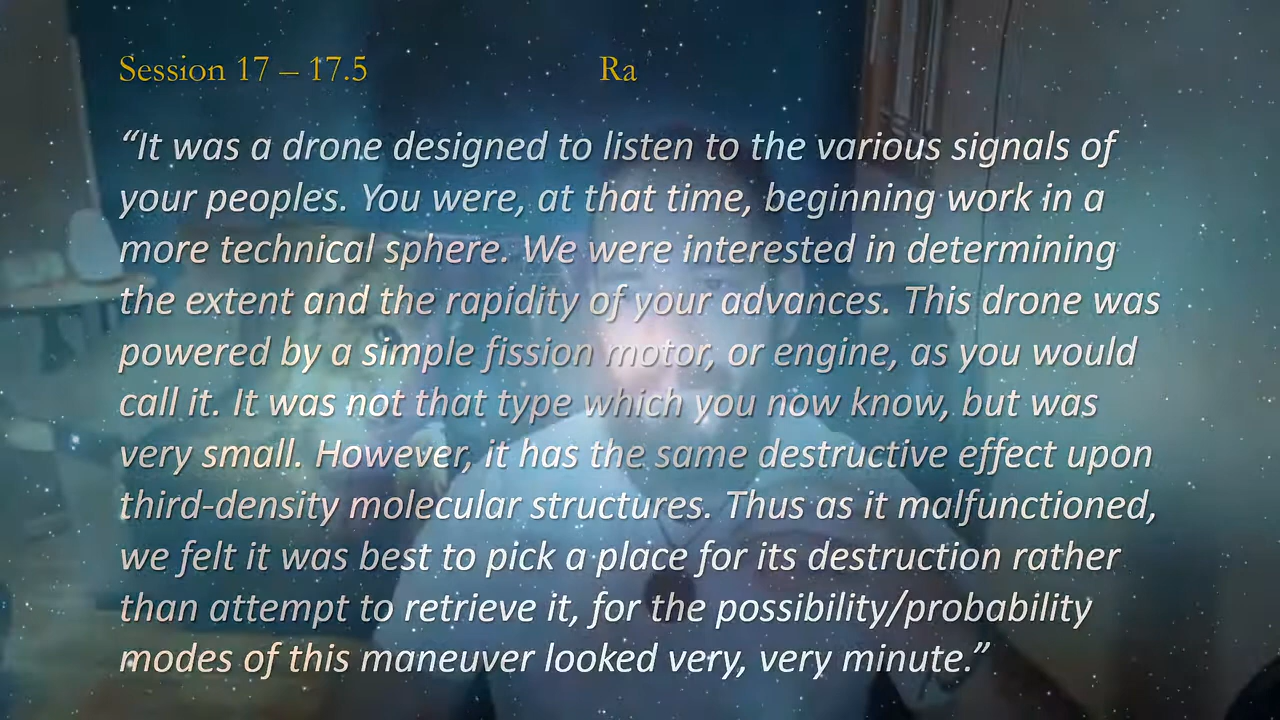 Session 17 – 17.5 Ra
“It was a drone designed to listen to the various signals of
your peoples. You were, at that time, beginning work in a
more technical sphere. We were interested in determining
the extent and the rapidity of your advances. This drone was
powered by a simple fission motor, or engine, as you would
call it. It was not that type which you now know, but was
very small. However, it has the same destructive effect upon
third-density molecular structures. Thus as it malfunctioned,
we felt it was best to pick a place for its destruction rather
than attempt to retrieve it, for the possibility/probability
modes of this maneuver looked very, very minute.”